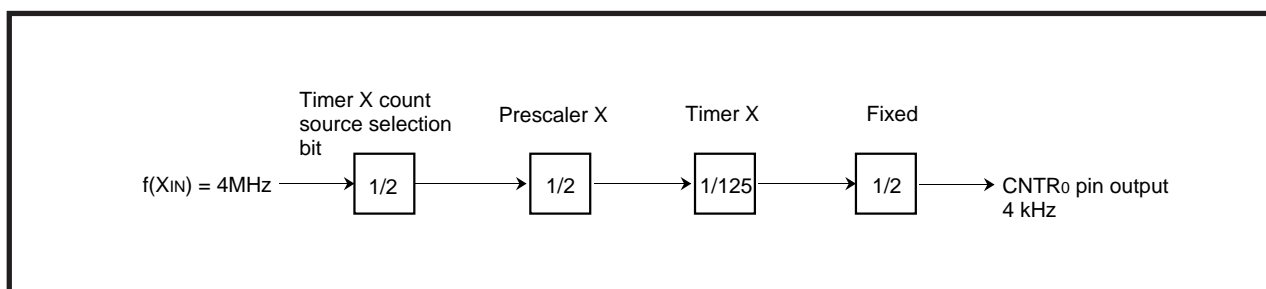 Timer X count
source selection
bit
Prescaler X
Timer X
Fixed
f(XIN) = 4MHz
1/2
1/2
1/125
1/2
CNTR0 pin output
4 kHz